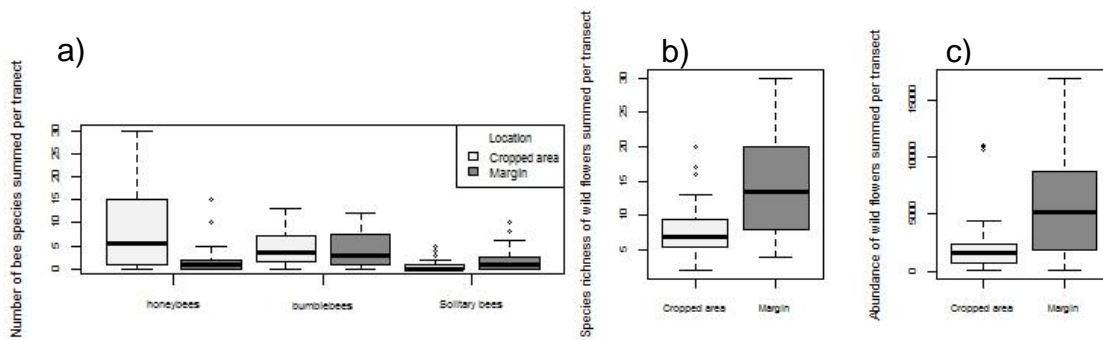 a)
Number of bee species summed per tranect
30
25
20
15
10
5
0
Location
Cropped area
Margin
honeybees
bumblebees
Solitary bees
b)
Species richness of wild flowers summed per transect
30
25
20
15
10
5
Cropped area
Margin
c)
Abundance of wild flowers summed per transect
15000
10000
5000
0
Cropped area
Margin